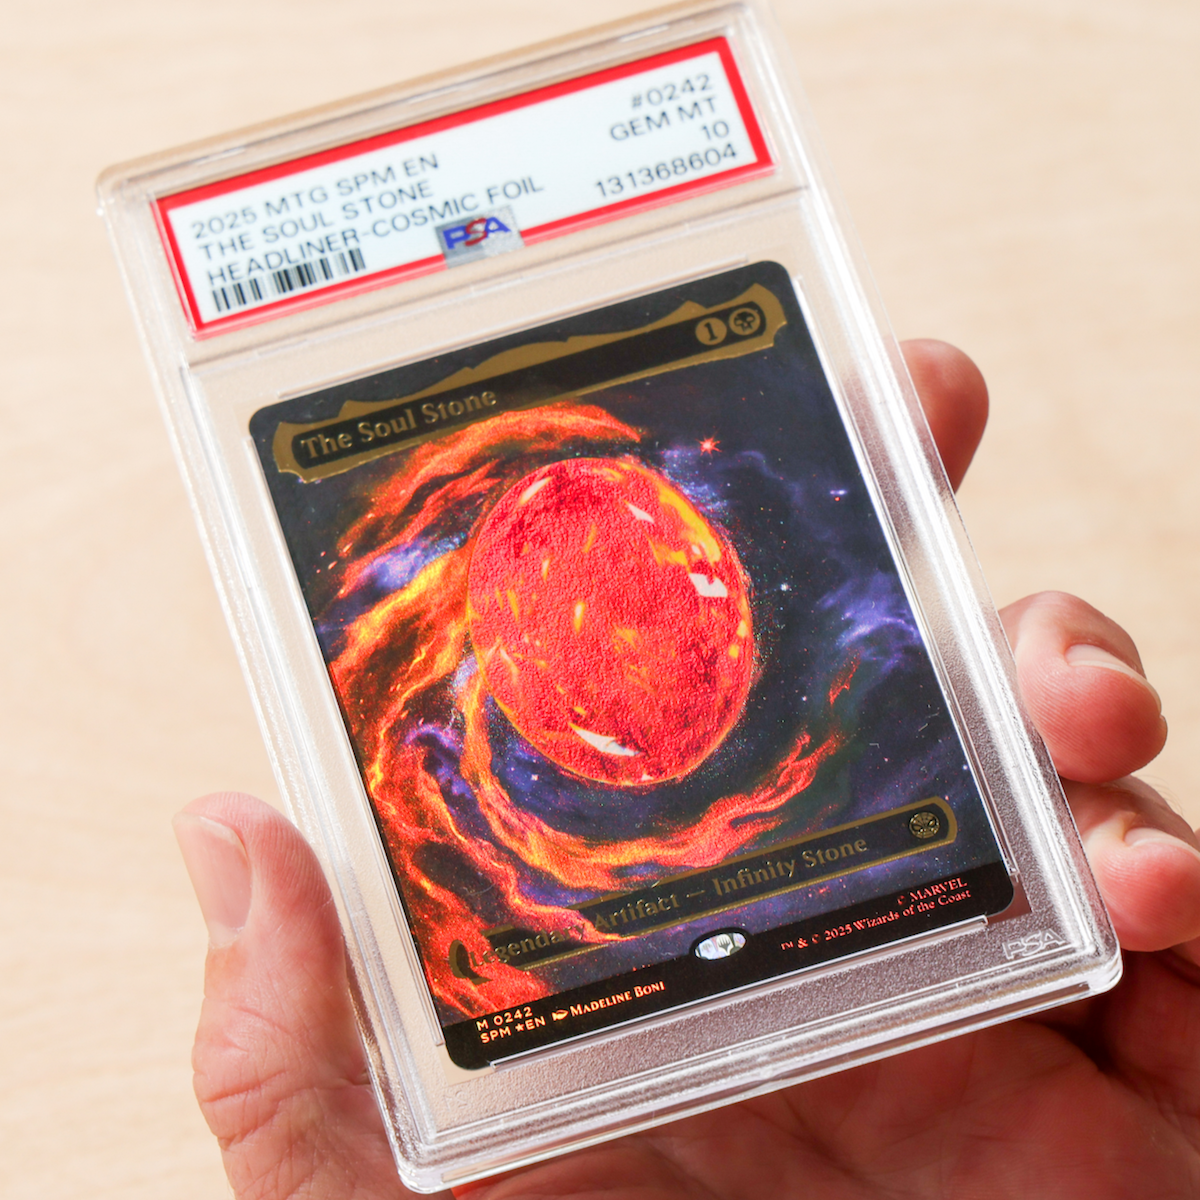 2025 MTG SPM EN
THE SOUL STONE
HEADLINER-COSMIC FOIL
#0242
GEM MT
10
131368604
PSA
The Soul Stone
1
Legendary Artifact — Infinity Stone
M 0242
SPM ★ EN MADELINE BONI
© MARVEL
™ & © 2025 Wizards of the Coast
PSA